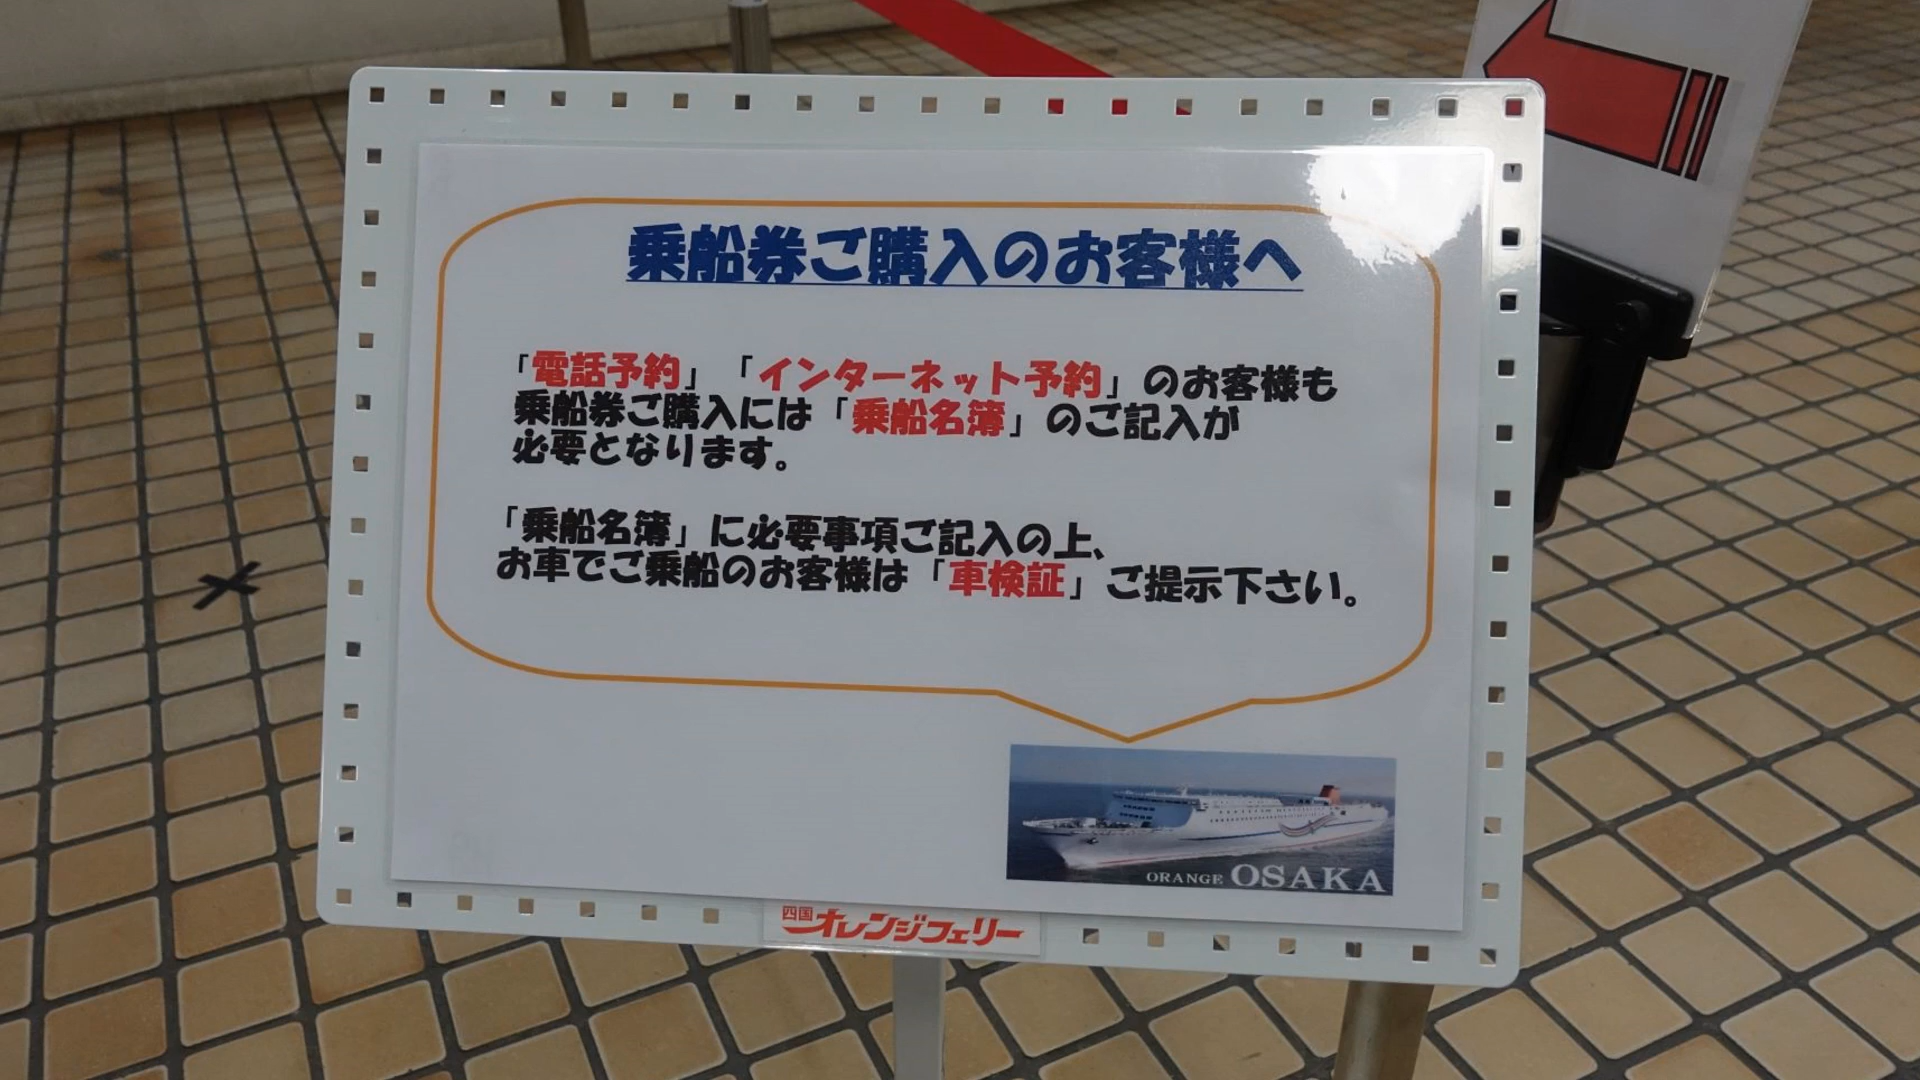 乗船券ご購入のお客様へ
「電話予約」「インターネット予約」のお客様も
乗船券ご購入には「乗船名簿」のご記入が
必要となります。
「乗船名簿」に必要事項ご記入の上、
お車でご乗船のお客様は「車検証」ご提示下さい。
ORANGE OSAKA
四国オレンジフェリー